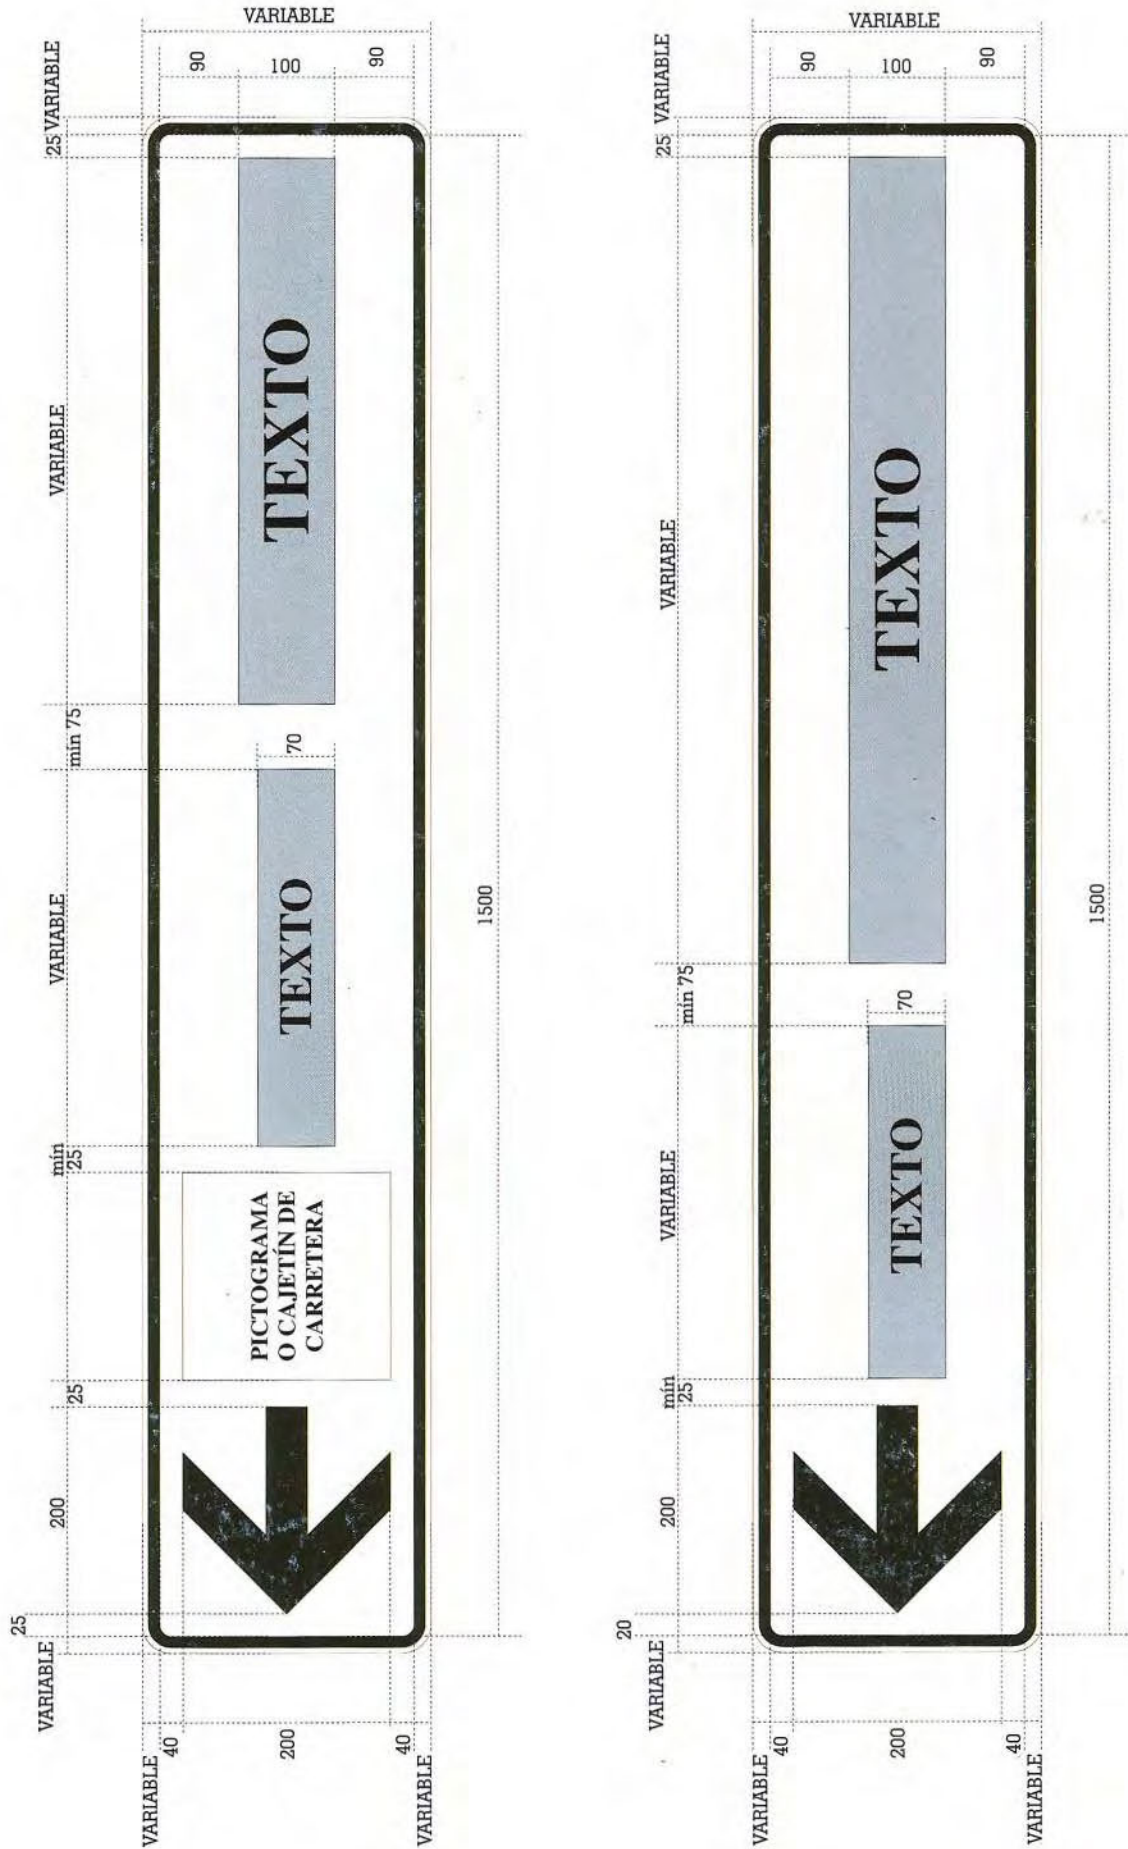 VARIABLE
90
100
90
VARIABLE
25
VARIABLE
TEXTO
mín 75
70
VARIABLE
TEXTO
1500
mín
25
PICTOGRAMA
O CAJETÍN DE
CARRETERA
25
200
25
VARIABLE
40
200
40
VARIABLE
VARIABLE
VARIABLE
90
100
90
VARIABLE
25
VARIABLE
TEXTO
mín 75
70
VARIABLE
TEXTO
1500
mín
25
200
20
VARIABLE
40
200
40
VARIABLE
VARIABLE